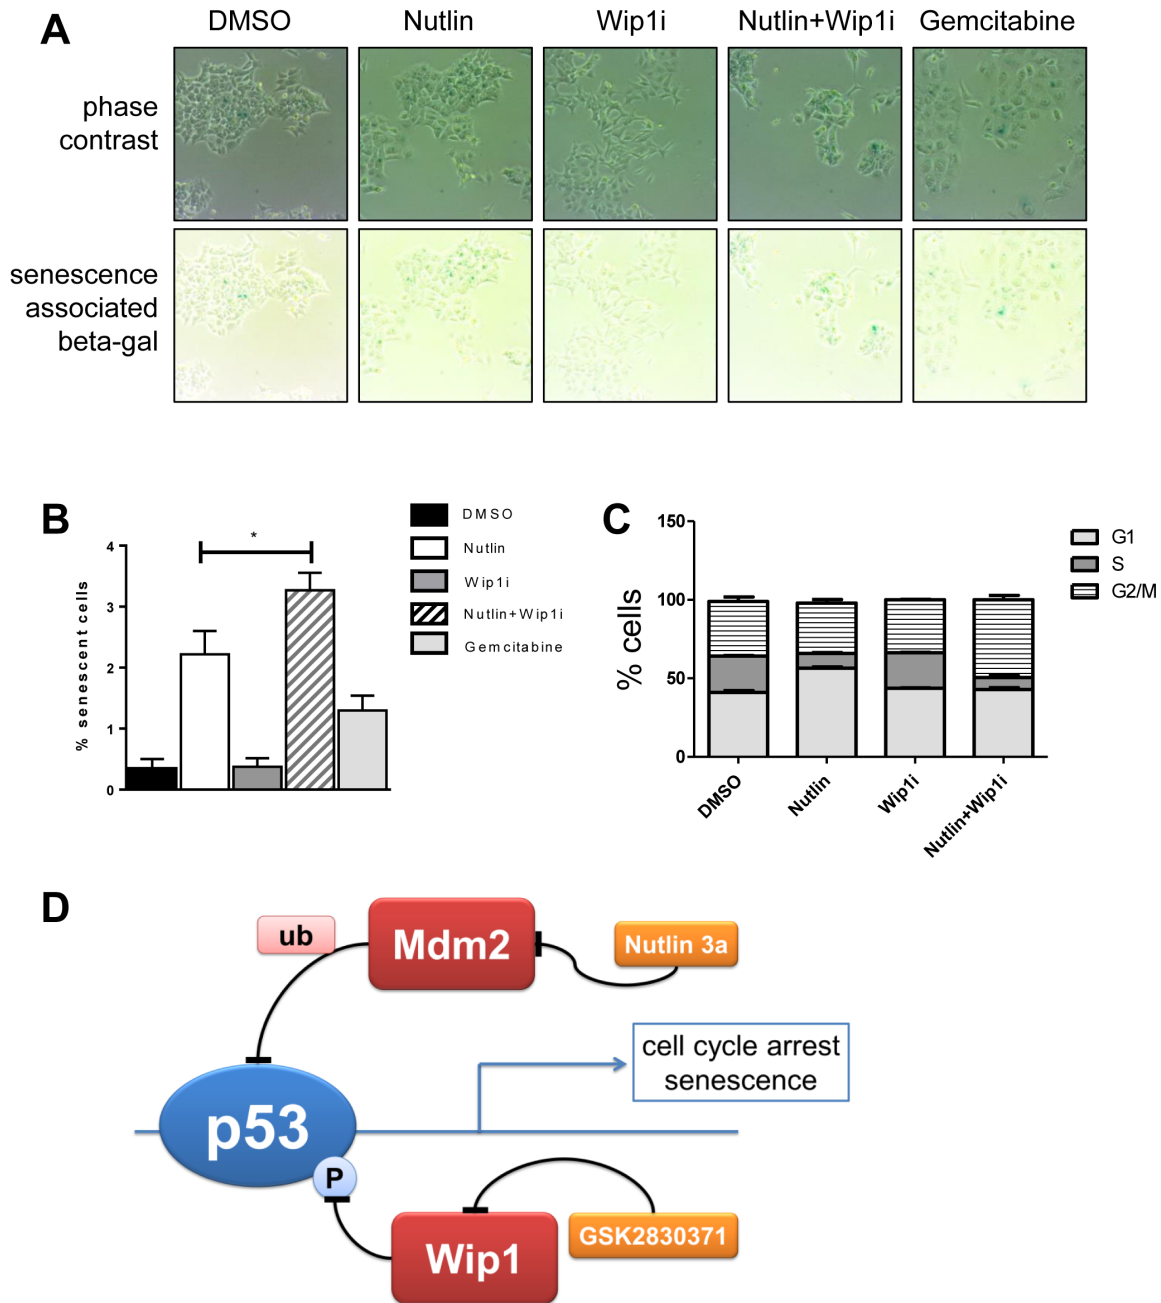 A
DMSO
Nutlin
Wip1i
Nutlin+Wip1i
Gemcitabine
phase
contrast
senescence
associated
beta-gal
B
% senescent cells
4
3
2
1
0
*
DMSO
Nutlin
Wip1i
Nutlin+Wip1i
Gemcitabine
C
% cells
150
100
50
0
DMSO
Nutlin
Wip1i
Nutlin+Wip1i
G1
S
G2/M
D
ub
Mdm2
Nutlin 3a
cell cycle arrest
senescence
p53
P
Wip1
GSK2830371